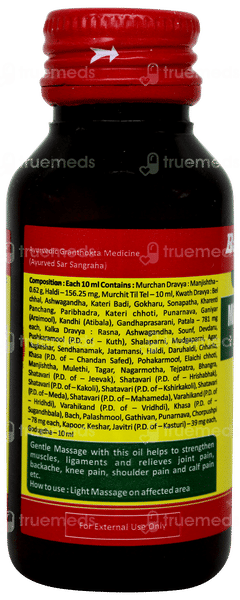 truemeds
Ayurvedic Granthokta Medicine
(Ayurved Sar Sangraha)
Composition : Each 10 ml Contains : Murchan Dravya : Manjishtha -
0.62 g, Haldi – 156.25 mg, Murchit Til Tel – 10 ml, Kwath Dravya : Bel
chhal, Ashwagandha, Kateri Badi, Gokshru, Sonapatha, Kharenti
Panchang, Paribhadra, Kateri chhoti, Punarnava, Ganiyar
(Arnimool), Kandhi (Atibala), Gandhaprasarani, Patala - 781 mg
each, Kalka Dravya : Rasna, Ashwagandha, Sounf, Devdaru,
Pushkarmool (P.D. of - Kuth), Shalaparni, Mudgaparni, Agar,
Nagkeshar, Sendhanamak, Jatamansi, Haldi, Daruhaldi, Chharila,
Khasa (P.D. of – Chandan Safed), Pohakarmool, Elaichi chhoti,
Manjishtha, Mulethi, Tagar, Nagarmotha, Tejpatra, Bhangra,
Shatavari (P.D. of – Jeevak), Shatavari (P.D. of – Hrishbhak),
Shatavari (P.D. of – Kakoli), Shatavari (P.D. of – Kshirkakoli), Shatavari
(P.D. of – Meda), Shatavari (P.D. of – Mahameda), Varahikand (P.D. of
– Hridhi), Varahikand (P.D. of – Vridhi), Khas (P.D. of –
Sugandhbala), Bach, Palashmool, Gathivan, Punarnava, Chorpushpi
– 78 mg each, Kapoor, Keshar, Javitri (P.D. of – Kasturi) – 39 mg each,
Godugdha – 10 ml
Gentle Massage with this oil helps to strengthen
muscles, ligaments and relieves joint pain,
backache, knee pain, shoulder pain and calf pain
etc.
How to use : Light Massage on affected area
For External Use Only
truemeds